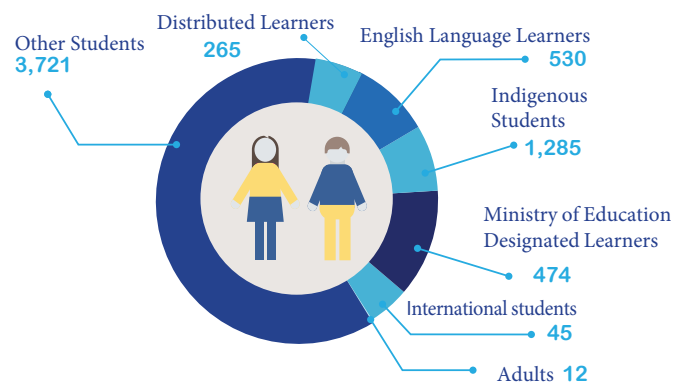 Other Students
3,721
Distributed Learners
265
English Language Learners
530
Indigenous
Students
1,285
Ministry of Education
Designated Learners
474
International students
45
Adults 12